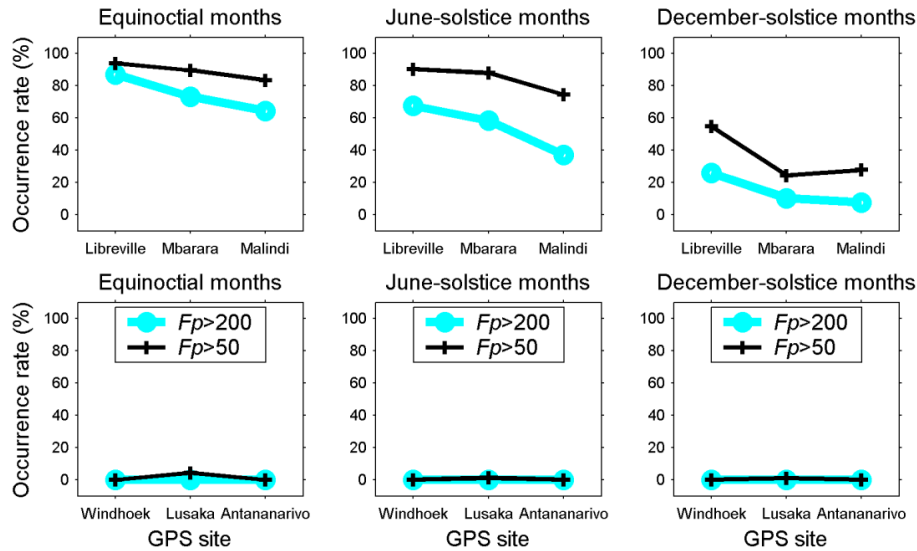 Equinoctial months
June-solstice months
December-solstice months
Occurrence rate (%)
100
80
60
40
20
0
Libreville Mbarara Malindi
100
80
60
40
20
0
Libreville Mbarara Malindi
100
80
60
40
20
0
Libreville Mbarara Malindi
Equinoctial months
June-solstice months
December-solstice months
Occurrence rate (%)
100
80
60
40
20
0
Fp>200
Fp>50
Windhoek Lusaka Antananarivo
GPS site
100
80
60
40
20
0
Fp>200
Fp>50
Windhoek Lusaka Antananarivo
GPS site
100
80
60
40
20
0
Fp>200
Fp>50
Windhoek Lusaka Antananarivo
GPS site